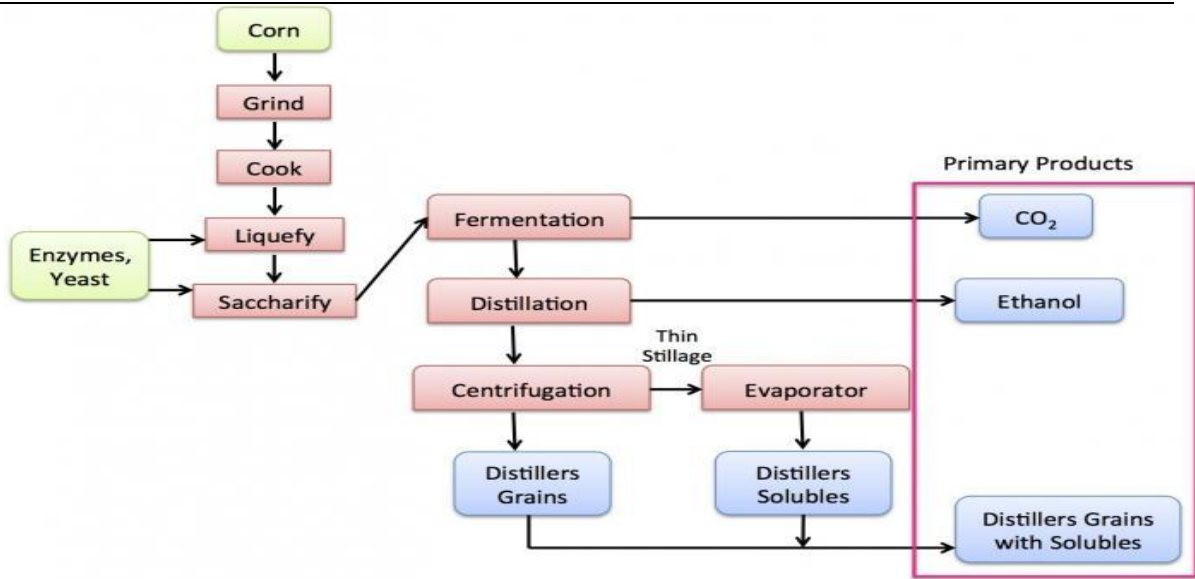 Corn
Grind
Cook
Liquefy
Enzymes,
Yeast
Saccharify
Fermentation
Distillation
Centrifugation
Thin
Stillage
Evaporator
Distillers
Grains
Distillers
Solubles
Primary Products
CO₂
Ethanol
Distillers Grains
with Solubles